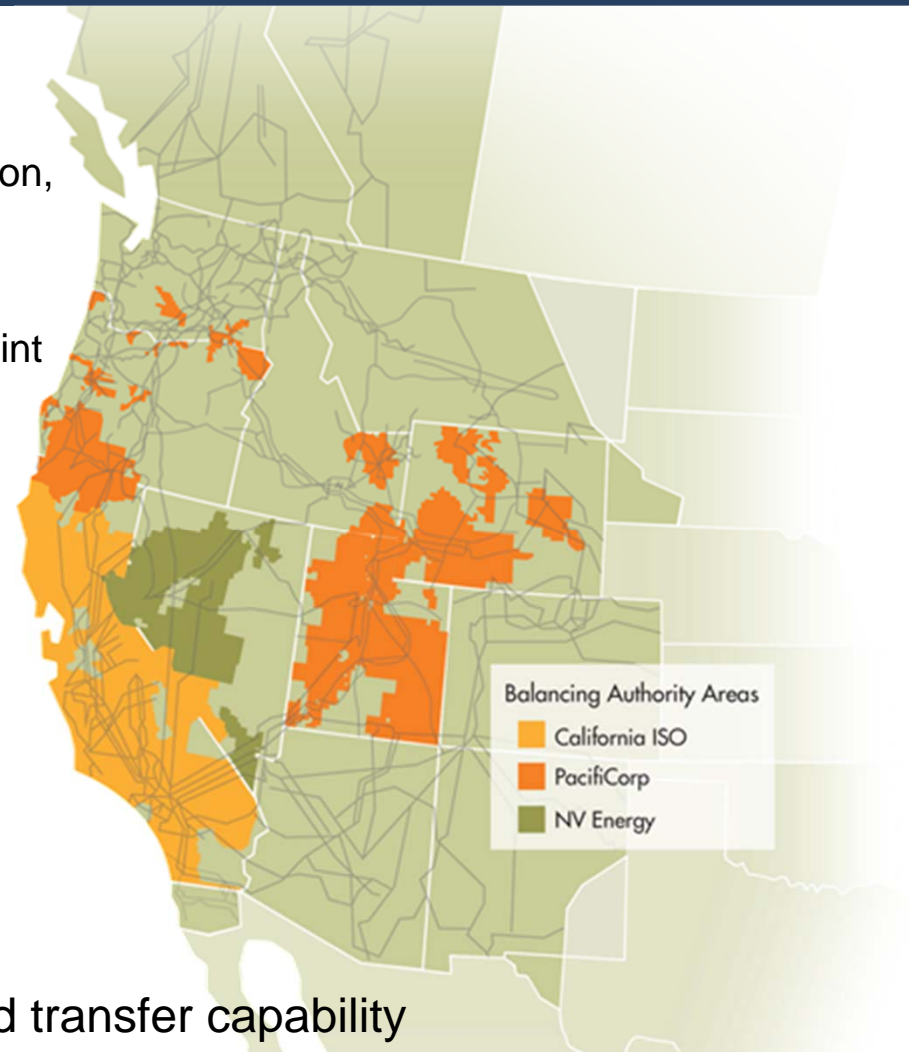 on,
int
Balancing Authority Areas
California ISO
PacifiCorp
NV Energy
d transfer capability